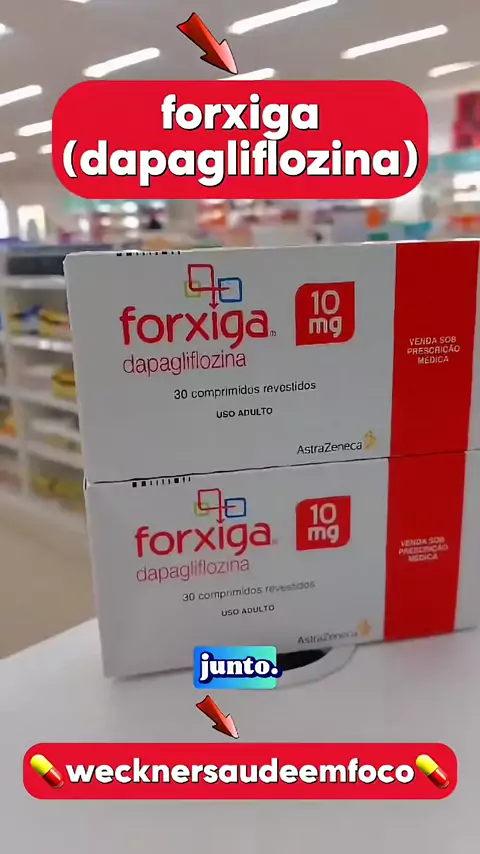 forxiga
(dapagliflozina)
forxiga
10
mg
dapagliflozina
VENDA SOB
PRESCRIÇÃO
MÉDICA
30 comprimidos revestidos
USO ADULTO
AstraZeneca
forxiga
10
mg
dapagliflozina
VENDA SOB
PRESCRIÇÃO
MÉDICA
30 comprimidos revestidos
USO ADULTO
AstraZeneca
junto.
wecknersaudeemfoco